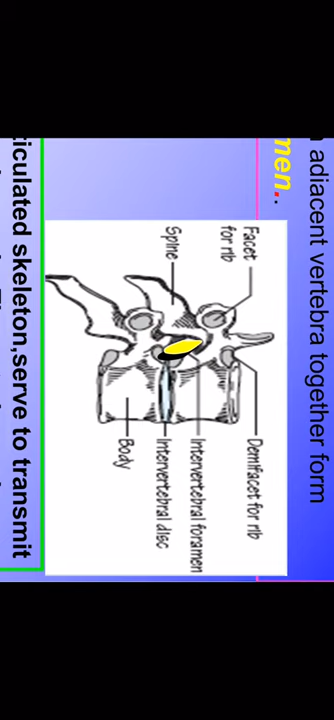 adjacent vertebra together form
men..
Facet
for rib
Spine
Demifacet for rib
Intervertebral foramen
Intervertebral disc
Body
iculated skeleton,serve to transmit